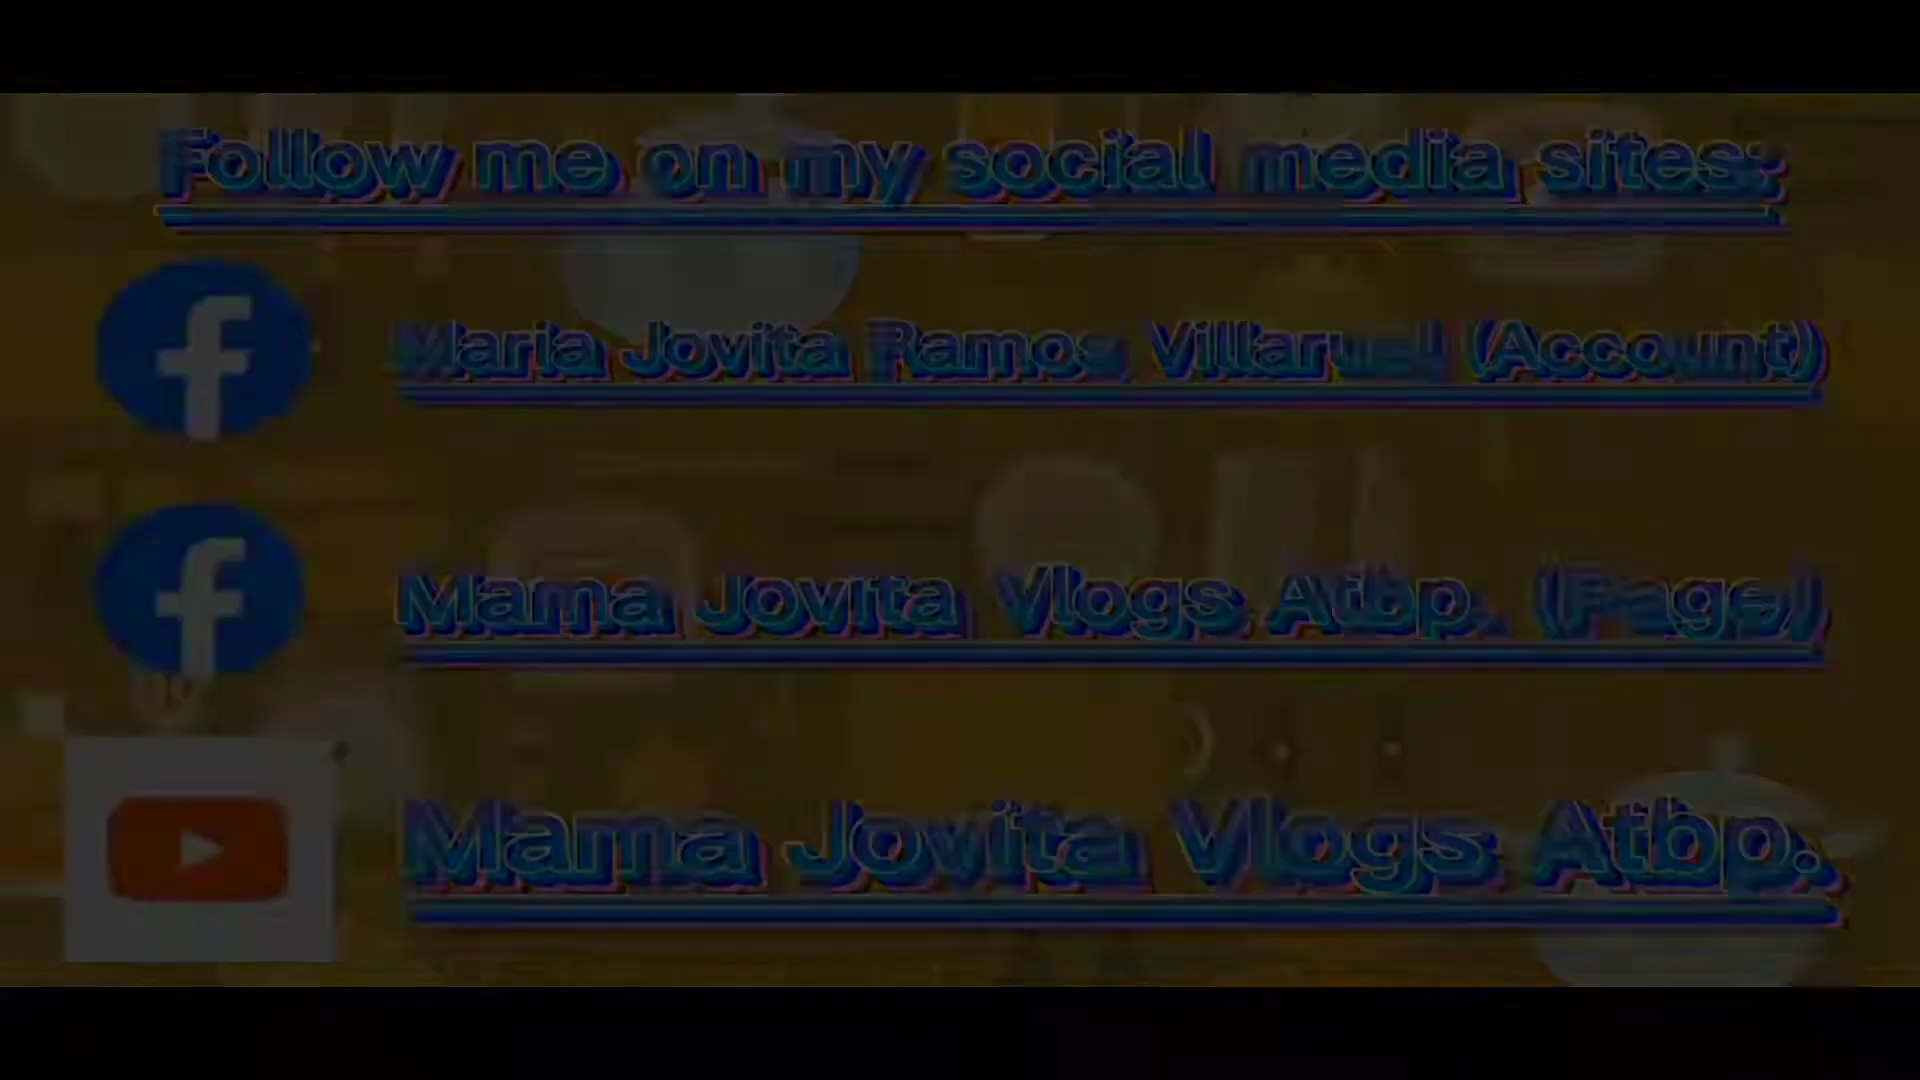 Follow me on my social media sites:
Maria Jovita Ramos Villaruel (Account)
Mama Jovita Vlogs Atbp. (Page)
Mama Jovita Vlogs Atbp.